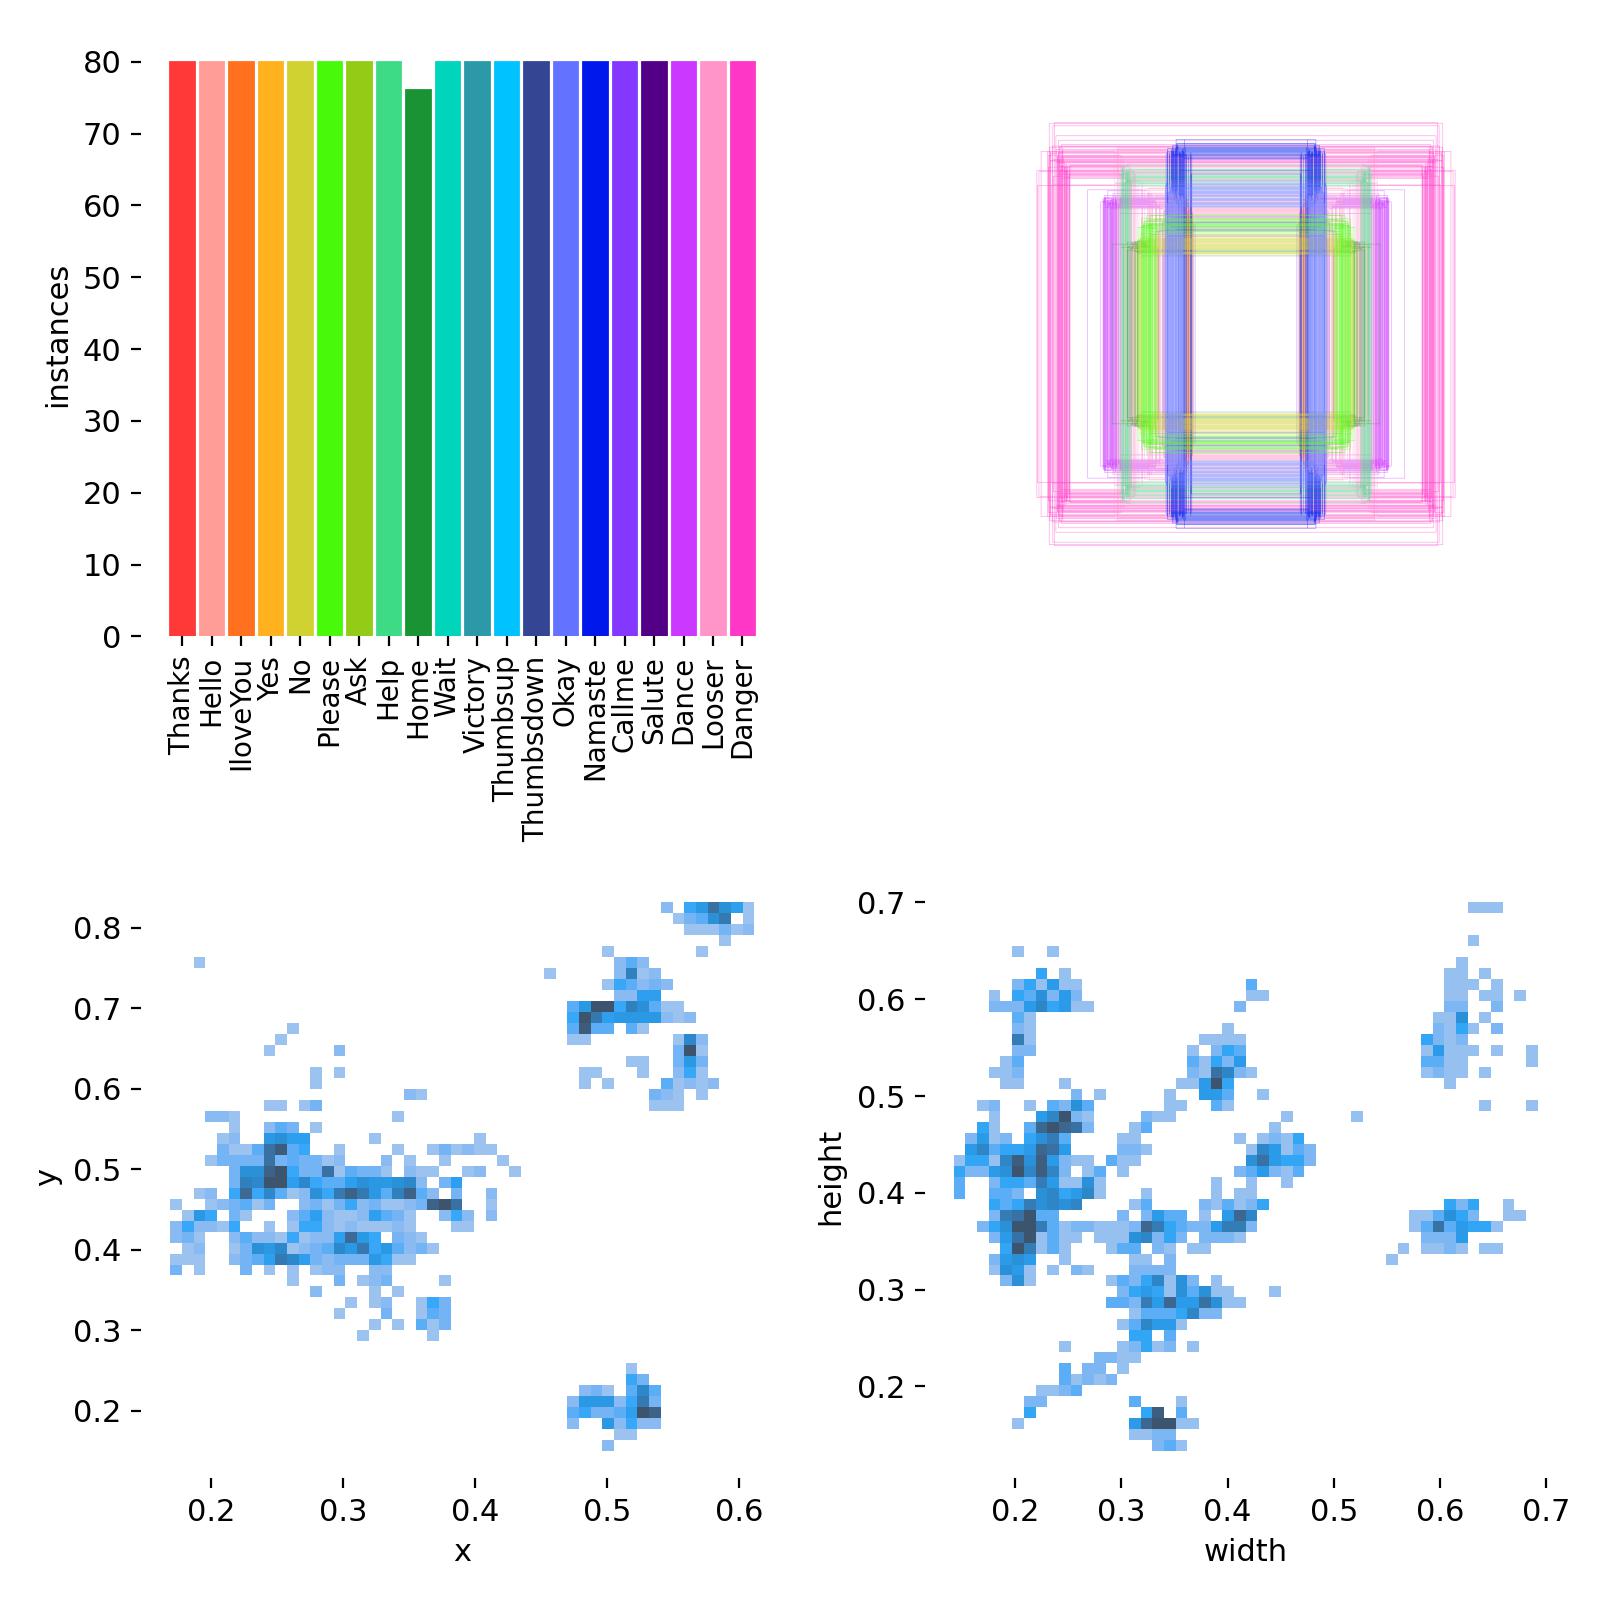 80
70
60
50
40
30
20
10
0
instances
Thanks
Hello
IloveYou
Yes
No
Please
Ask
Help
Home
Wait
Victory
Thumbsup
Thumbsdown
Okay
Namaste
Callme
Salute
Dance
Looser
Danger
0.8
0.7
0.6
0.5
0.4
0.3
0.2
y
0.2 0.3 0.4 0.5 0.6
x
0.7
0.6
0.5
0.4
0.3
0.2
height
0.2 0.3 0.4 0.5 0.6 0.7
width